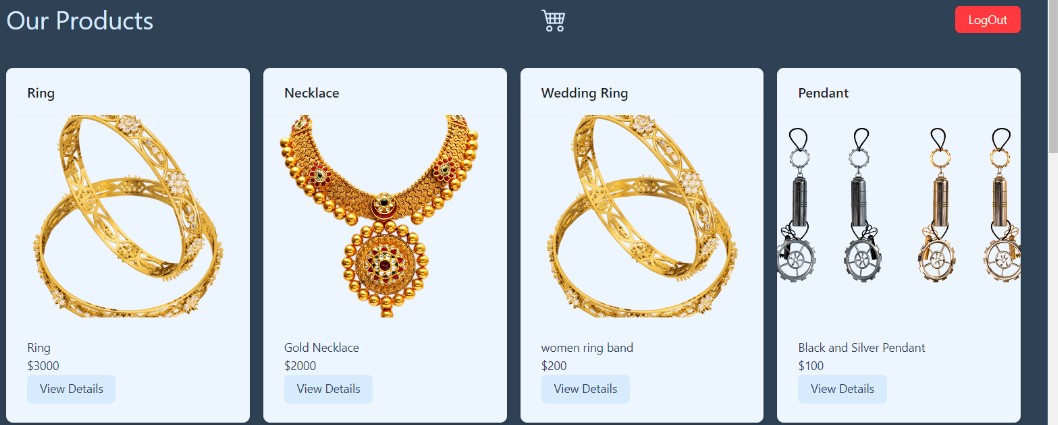 Our Products
LogOut
Ring
Necklace
Wedding Ring
Pendant
Ring
$3000
View Details
Gold Necklace
$2000
View Details
women ring band
$200
View Details
Black and Silver Pendant
$100
View Details